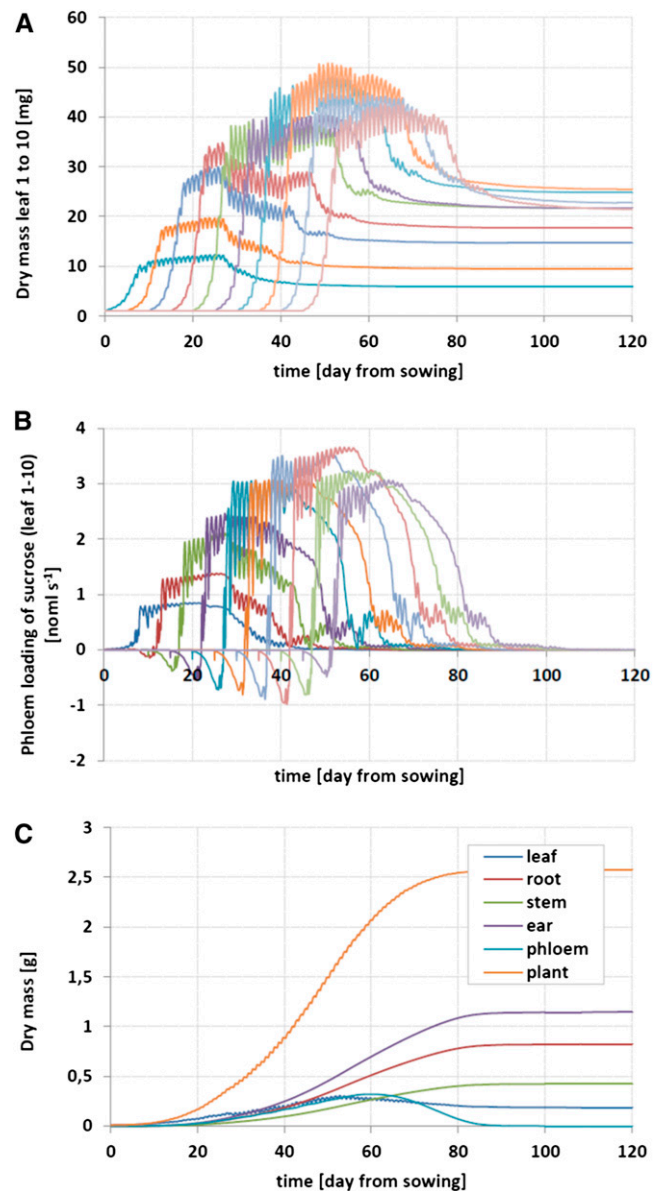 A
Dry mass leaf 1 to 10 [mg]
60
50
40
30
20
10
0
0 20 40 60 80 100 120
time [day from sowing]
B
Phloem loading of sucrose (leaf 1-10)
[noml s-1]
4
3
2
1
0
-1
-2
0 20 40 60 80 100 120
time [day from sowing]
C
Dry mass [g]
3
2,5
2
1,5
1
0,5
0
leaf
root
stem
ear
phloem
plant
0 20 40 60 80 100 120
time [day from sowing]